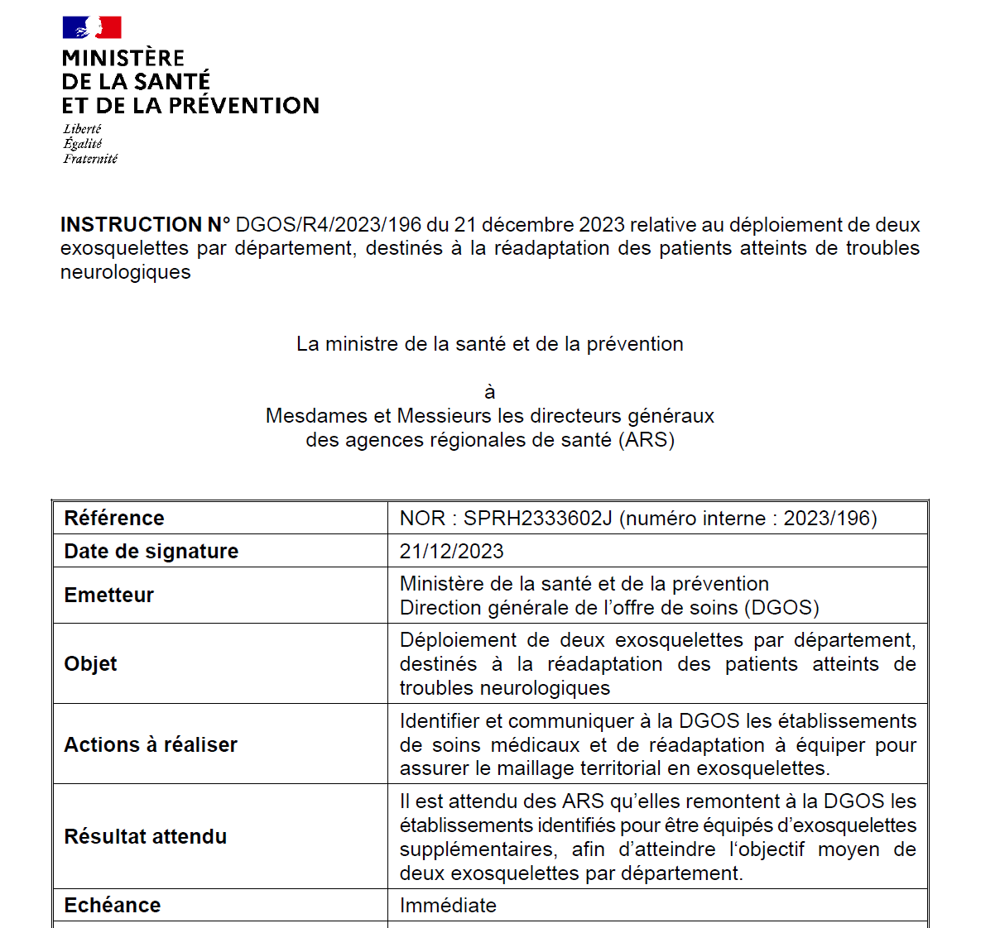 MINISTÈRE
DE LA SANTÉ
ET DE LA PRÉVENTION
Liberté
Égalité
Fraternité
INSTRUCTION N° DGOS/R4/2023/196 du 21 décembre 2023 relative au déploiement de deux
exosquelettes par département, destinés à la réadaptation des patients atteints de troubles
neurologiques
La ministre de la santé et de la prévention
à
Mesdames et Messieurs les directeurs généraux
des agences régionales de santé (ARS)
Référence
NOR : SPRH2333602J (numéro interne : 2023/196)
Date de signature
21/12/2023
Emetteur
Ministère de la santé et de la prévention
Direction générale de l’offre de soins (DGOS)
Objet
Déploiement de deux exosquelettes par département,
destinés à la réadaptation des patients atteints de
troubles neurologiques
Actions à réaliser
Identifier et communiquer à la DGOS les établissements
de soins médicaux et de réadaptation à équiper pour
assurer le maillage territorial en exosquelettes.
Résultat attendu
Il est attendu des ARS qu’elles remontent à la DGOS les
établissements identifiés pour être équipés d’exosquelettes
supplémentaires, afin d’atteindre l‘objectif moyen de
deux exosquelettes par département.
Echéance
Immédiate